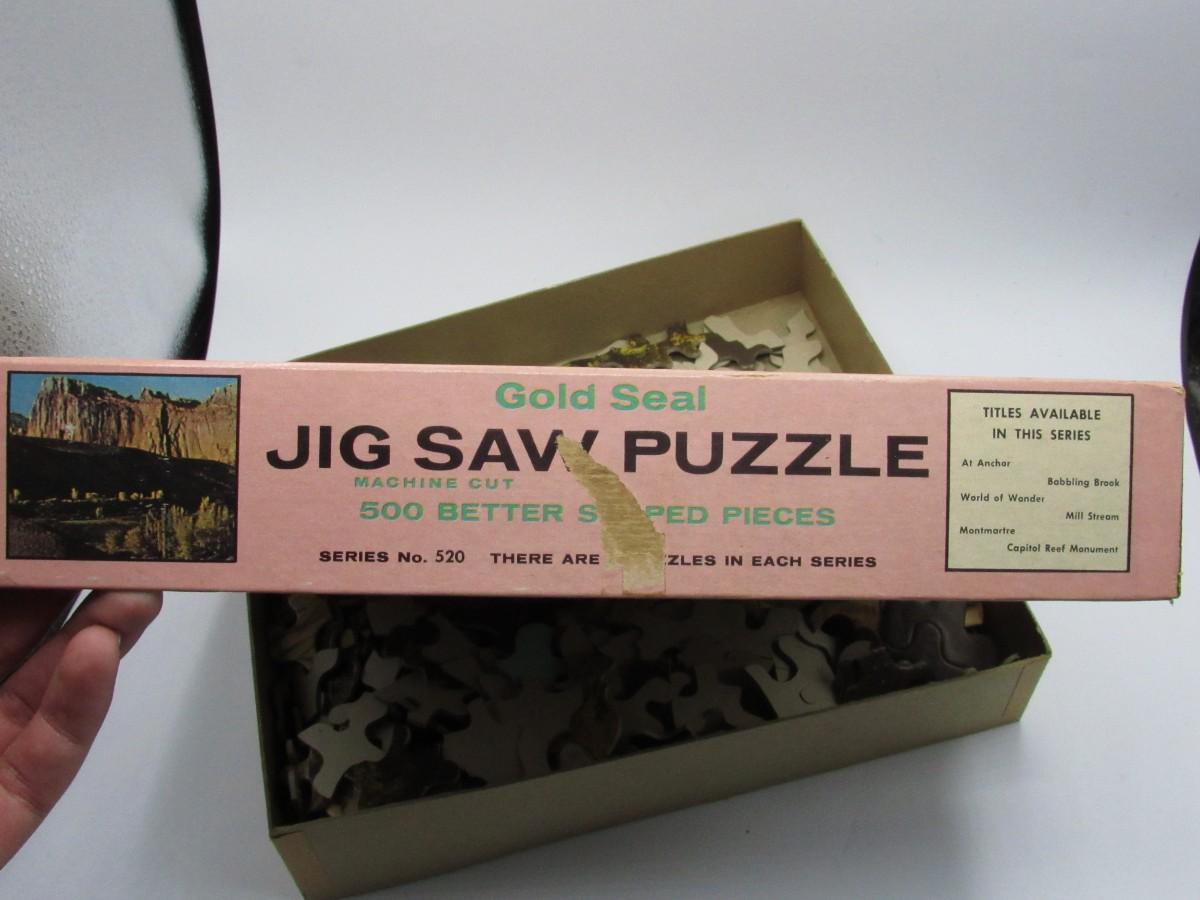 Gold Seal
JIG SAW PUZZLE
MACHINE CUT
500 BETTER PIECES
SERIES No. 520 THERE ARE IN EACH SERIES
TITLES AVAILABLE
IN THIS SERIES
At Anchor
Babbling Brook
World of Wonder
Mill Stream
Montmartre
Capitol Reef Monument